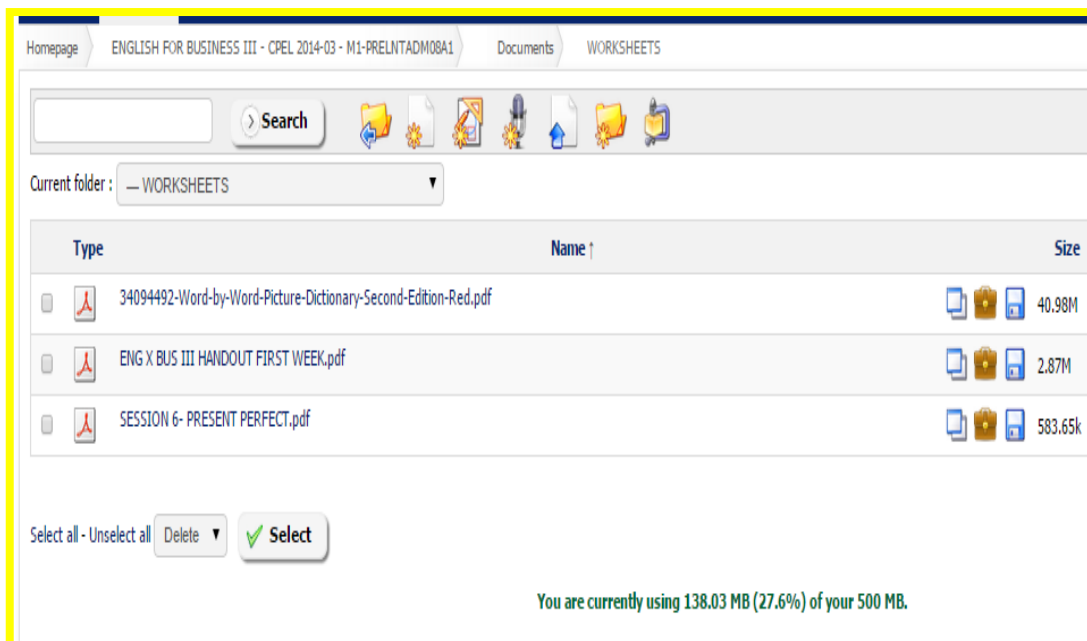 Homepage ENGLISH FOR BUSINESS III - CPEL 2014-03 - M1-PRELNTADM08A1 Documents WORKSHEETS
Search
Current folder : — WORKSHEETS
Type Name ↑ Size
34094492-Word-by-Word-Picture-Dictionary-Second-Edition-Red.pdf 40.98M
ENG X BUS III HANDOUT FIRST WEEK.pdf 2.87M
SESSION 6- PRESENT PERFECT.pdf 583.65k
Select all - Unselect all Delete Select
You are currently using 138.03 MB (27.6%) of your 500 MB.